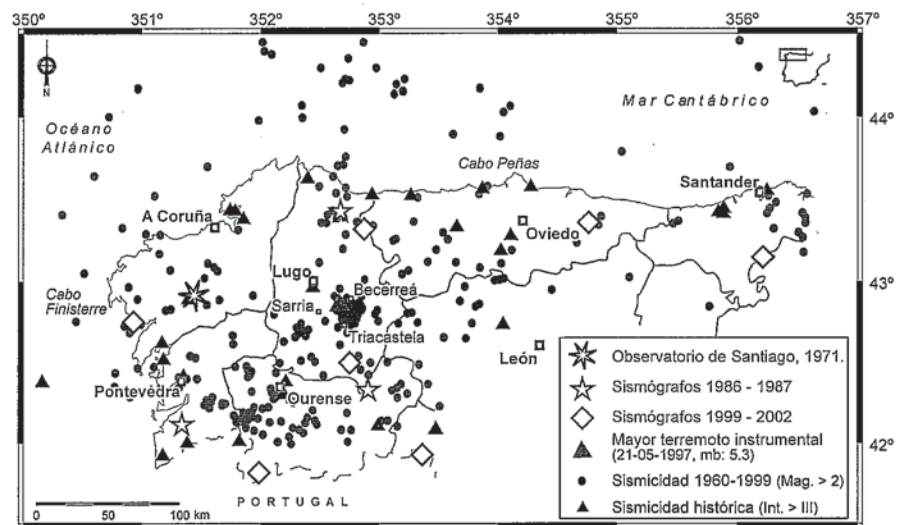 350° 351° 352° 353° 354° 355° 356° 357°
N
Océano
Atlánico
Mar Cantábrico
44°
Cabo Peñas
Santander
A Coruña
Oviedo
Lugo
Becerreá
43°
Cabo
Finisterre
Sarria
Triacastela
León
Pontevedra
Ourense
42°
PORTUGAL
0 50 100 km
Observatorio de Santiago, 1971.
Sismógrafos 1986 - 1987
Sismógrafos 1999 - 2002
Mayor terremoto instrumental
(21-05-1997, mb: 5.3)
Sismicidad 1960-1999 (Mag. > 2)
Sismicidad histórica (Int. > III)